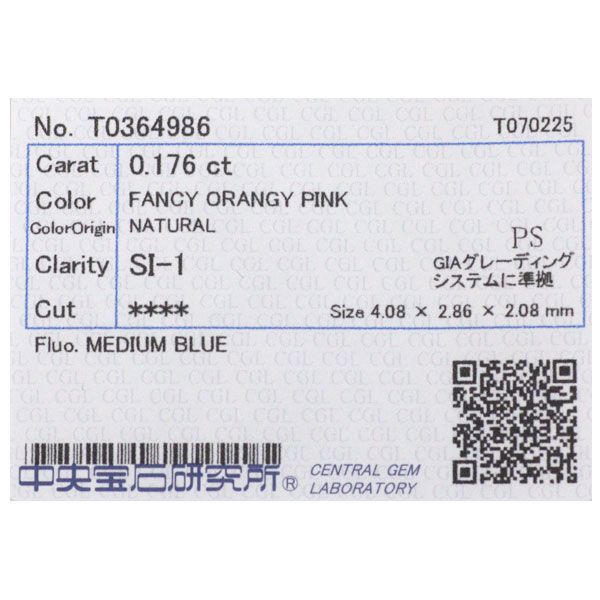 No. T0364986 T070225
Carat 0.176 ct
Color FANCY ORANGY PINK
ColorOrigin NATURAL
PS
Clarity SI-1 GIAグレーディング
システムに準拠
Cut **** Size 4.08 × 2.86 × 2.08 mm
Fluo. MEDIUM BLUE
中央宝石研究所® CENTRAL GEM
LABORATORY